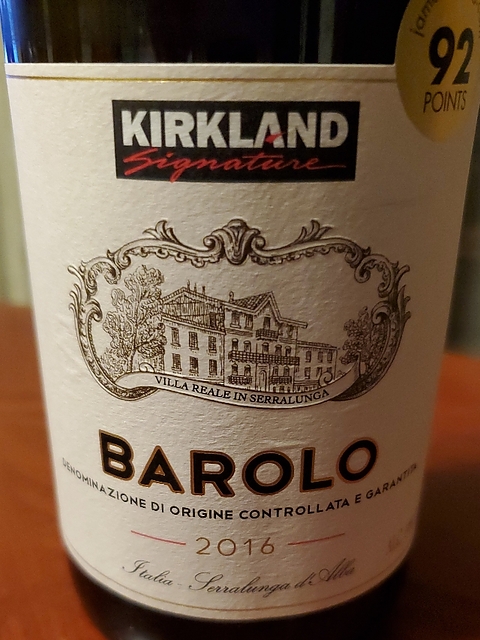 92
POINTS
KIRKLAND
Signature
VILLA REALE IN SERRALUNGA
BAROLO
DENOMINAZIONE DI ORIGINE CONTROLLATA E GARANTITA
2016
Italia - Serralunga d'Alba